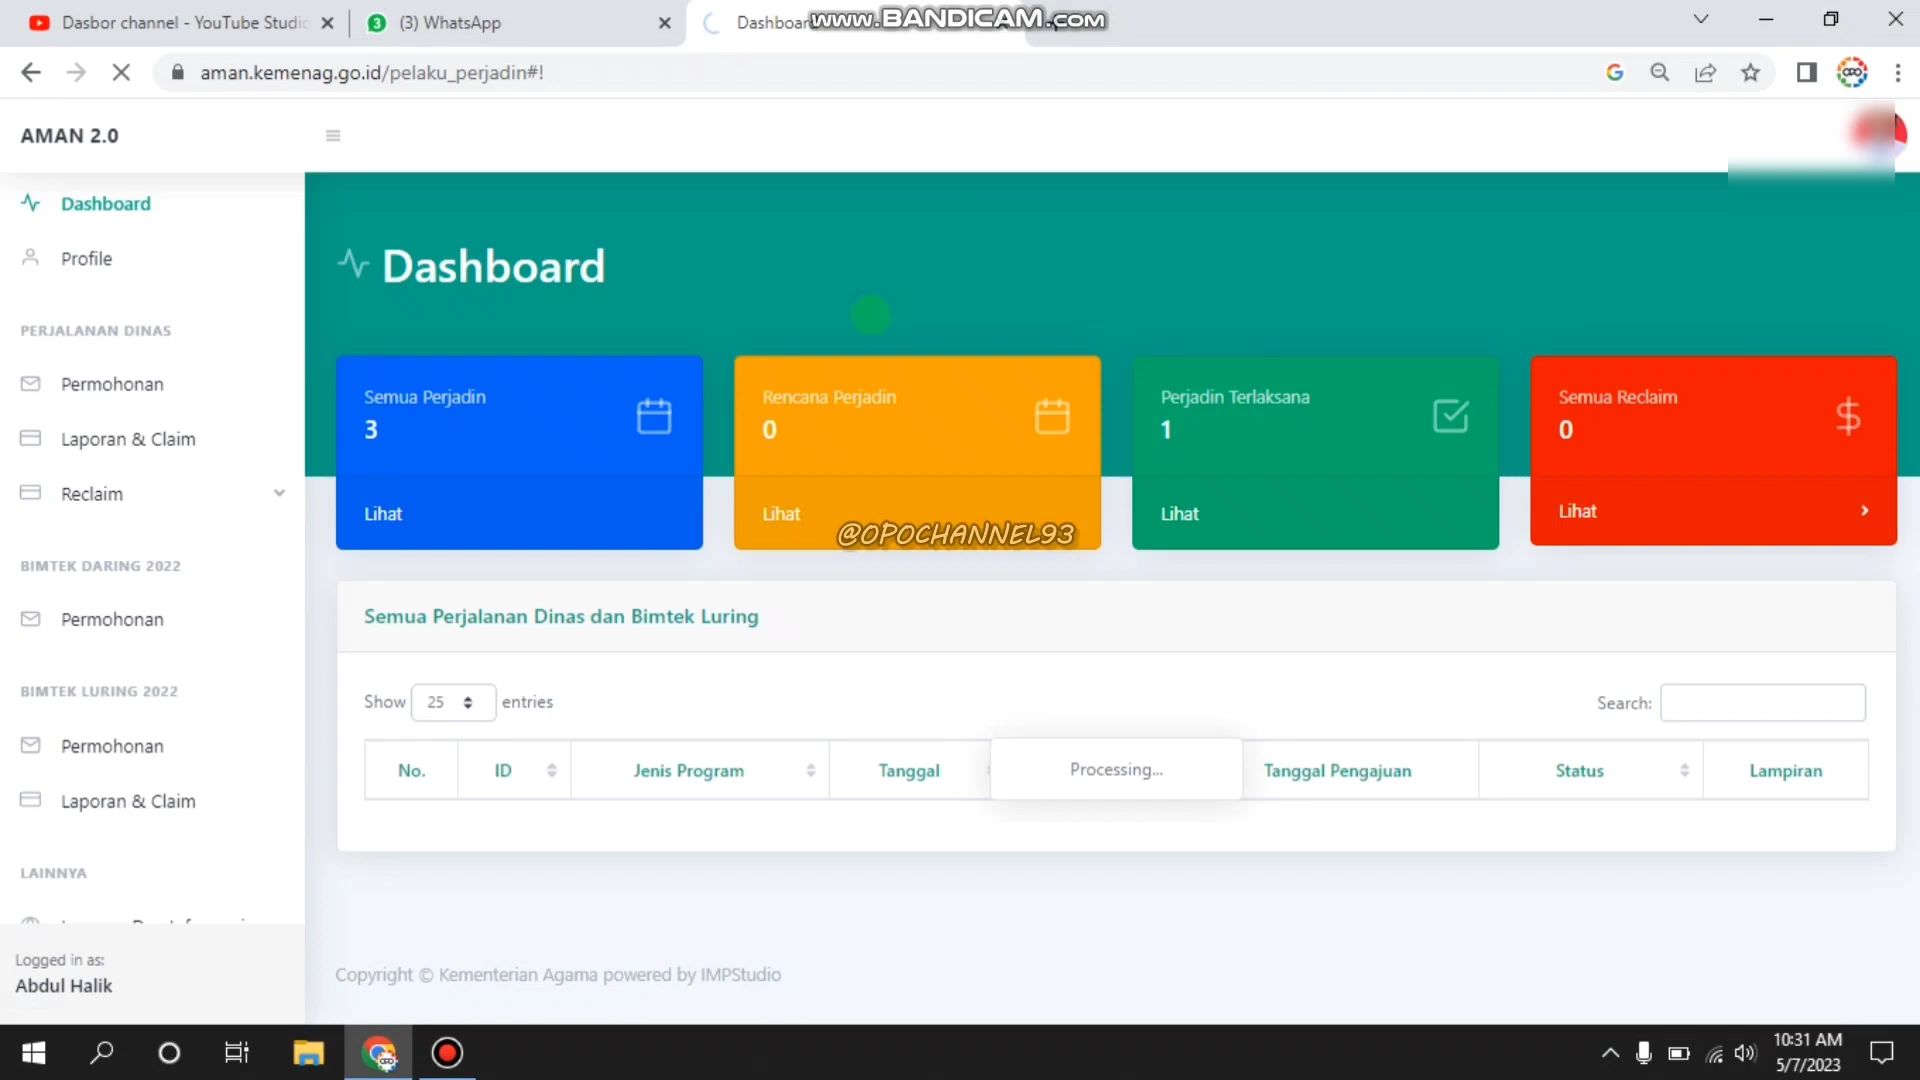 Dasbor channel - YouTube Studio
(3) WhatsApp
Dashboard
www.BANDICAM.com
aman.kemenag.go.id/pelaku_perjadin#!
AMAN 2.0
Dashboard
Profile
PERJALANAN DINAS
Permohonan
Laporan & Claim
Reclaim
BIMTEK DARING 2022
Permohonan
BIMTEK LURING 2022
Permohonan
Laporan & Claim
LAINNYA
Logged in as:
Abdul Halik
Dashboard
Semua Perjadin
3
Lihat
Rencana Perjadin
0
Lihat
Perjadin Terlaksana
1
Lihat
Semua Reclaim
0
Lihat
@OPOCHANNEL93
Semua Perjalanan Dinas dan Bimtek Luring
Show 25 entries
Search:
No. ID Jenis Program Tanggal Processing... Tanggal Pengajuan Status Lampiran
Copyright © Kementerian Agama powered by IMPStudio
10:31 AM
5/7/2023